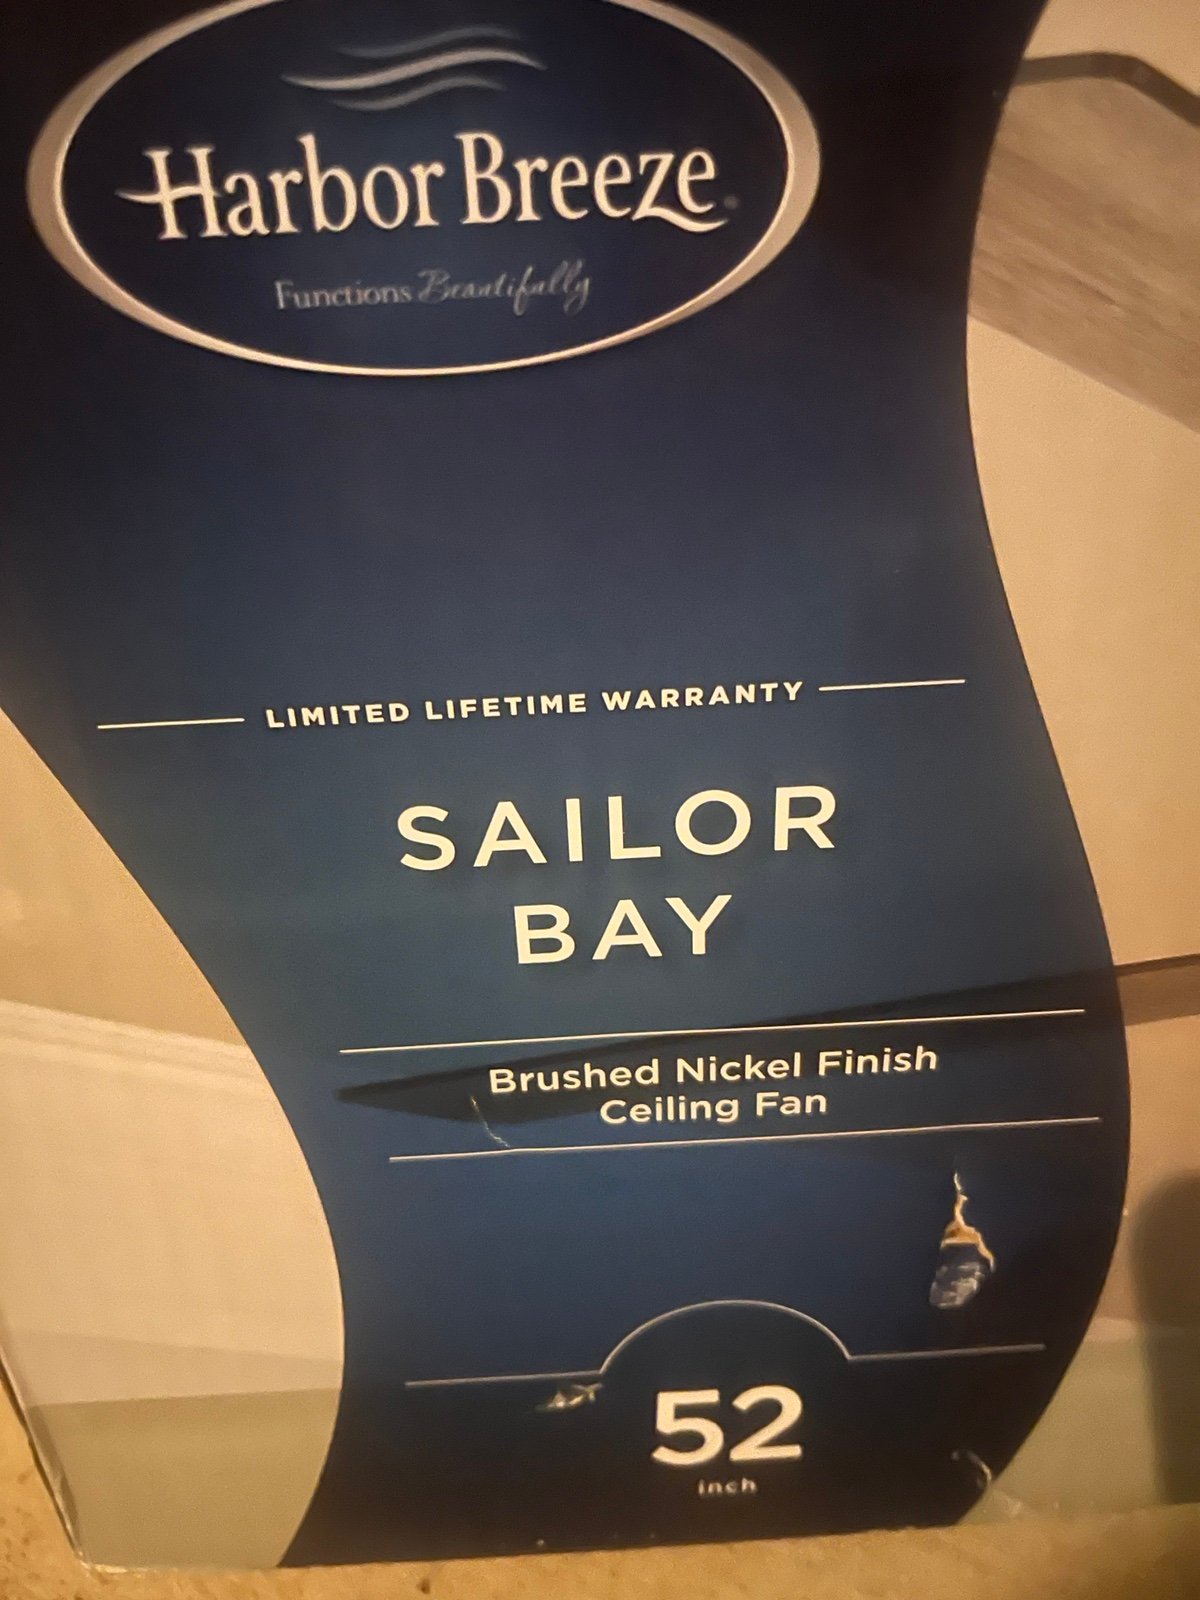 Harbor Breeze®
Functions Beautifully
LIMITED LIFETIME WARRANTY
SAILOR
BAY
Brushed Nickel Finish
Ceiling Fan
52
inch